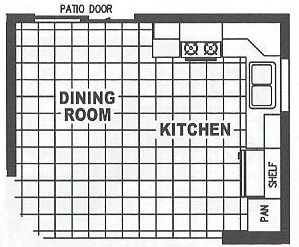 PATIO DOOR
DINING
ROOM
KITCHEN
SHELF
PAN